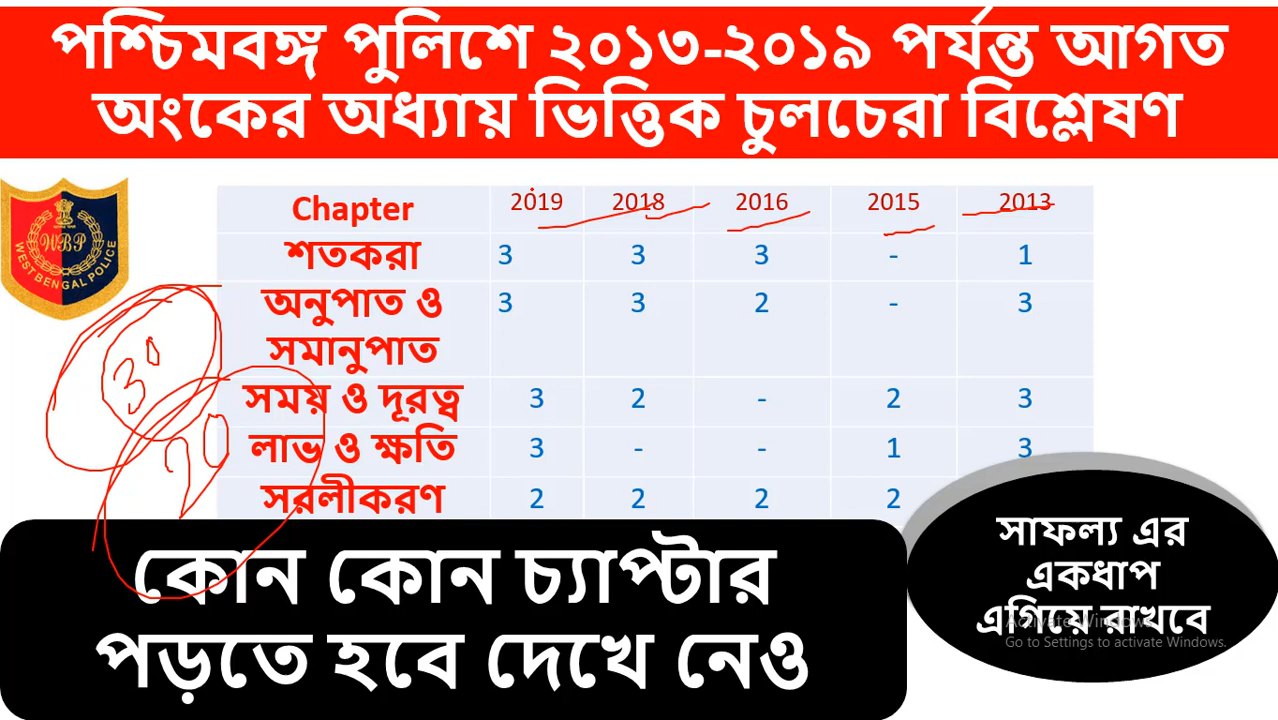 পশ্চিমবঙ্গ পুলিশে ২০১৩-২০১৯ পর্যন্ত আগত
অংকের অধ্যায় ভিত্তিক চুলচেরা বিশ্লেষণ
WBP
WEST BENGAL POLICE
Chapter 2019 2018 2016 2015 2013
শতকরা 3 3 3 - 1
অনুপাত ও 3 3 2 - 3
সমানুপাত
সময় ও দূরত্ব 3 2 - 2 3
লাভ ও ক্ষতি 3 - - 1 3
সরলীকরণ 2 2 2 2
30
কোন কোন চ্যাপ্টার
পড়তে হবে দেখে নেও
সাফল্য এর
একধাপ
এগিয়ে রাখবে
Activate Windows
Go to Settings to activate Windows.